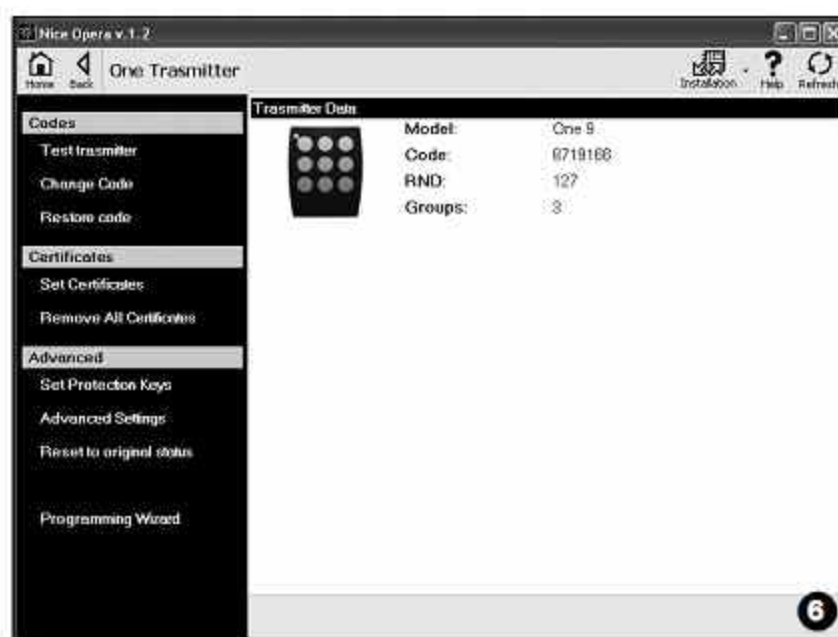 Nice Opera v.1.2
Home Back One Trasmitter Installation Help Refresh
Codes
Test trasmitter
Change Code
Restore code
Certificates
Set Certificates
Remove All Certificates
Advanced
Set Protection Keys
Advanced Settings
Reset to original status
Programming Wizard
Trasmitter Data
Model: One 9
Code: 6719166
RND: 127
Groups: 3
6